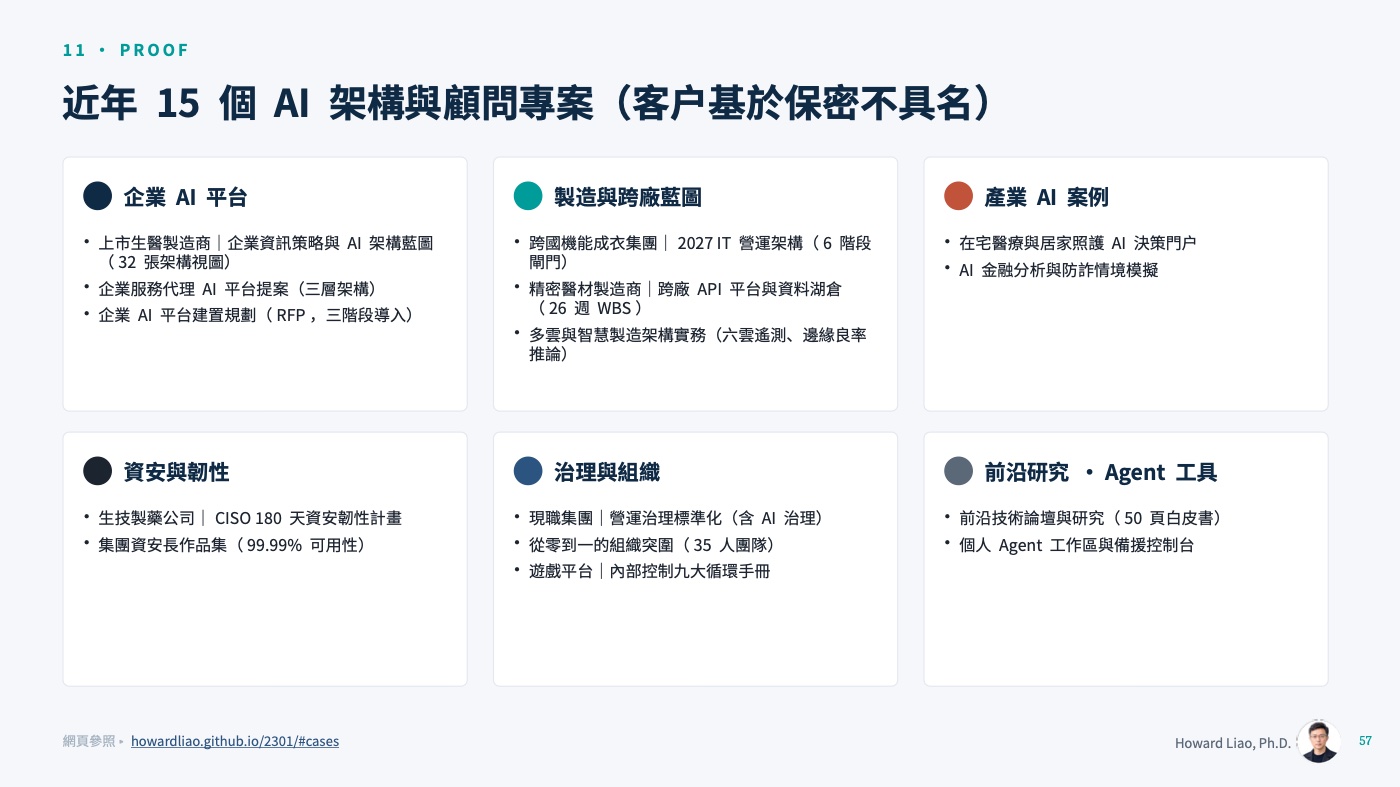 11 • PROOF
近年 15 個 AI 架構與顧問專案（客户基於保密不具名）
企業 AI 平台
• 上市生醫製造商｜企業資訊策略與 AI 架構藍圖
（ 32 張架構視圖）
• 企業服務代理 AI 平台提案（三層架構）
• 企業 AI 平台建置規劃（ RFP ，三階段導入）
製造與跨廠藍圖
• 跨國機能成衣集團｜ 2027 IT 營運架構（ 6 階段
閘門）
• 精密醫材製造商｜跨廠 API 平台與資料湖倉
（ 26 週 WBS ）
• 多雲與智慧製造架構實務（六雲遙測、邊緣良率
推論）
產業 AI 案例
• 在宅醫療與居家照護 AI 決策門户
• AI 金融分析與防詐情境模擬
資安與韌性
• 生技製藥公司｜ CISO 180 天資安韌性計畫
• 集團資安長作品集（ 99.99% 可用性）
治理與組織
• 現職集團｜營運治理標準化（含 AI 治理）
• 從零到一的組織突圍（ 35 人團隊）
• 遊戲平台｜內部控制九大循環手冊
前沿研究 • Agent 工具
• 前沿技術論壇與研究（ 50 頁白皮書）
• 個人 Agent 工作區與備援控制台
網頁參照 ▸ howardliao.github.io/2301/#cases
Howard Liao, Ph.D.
57